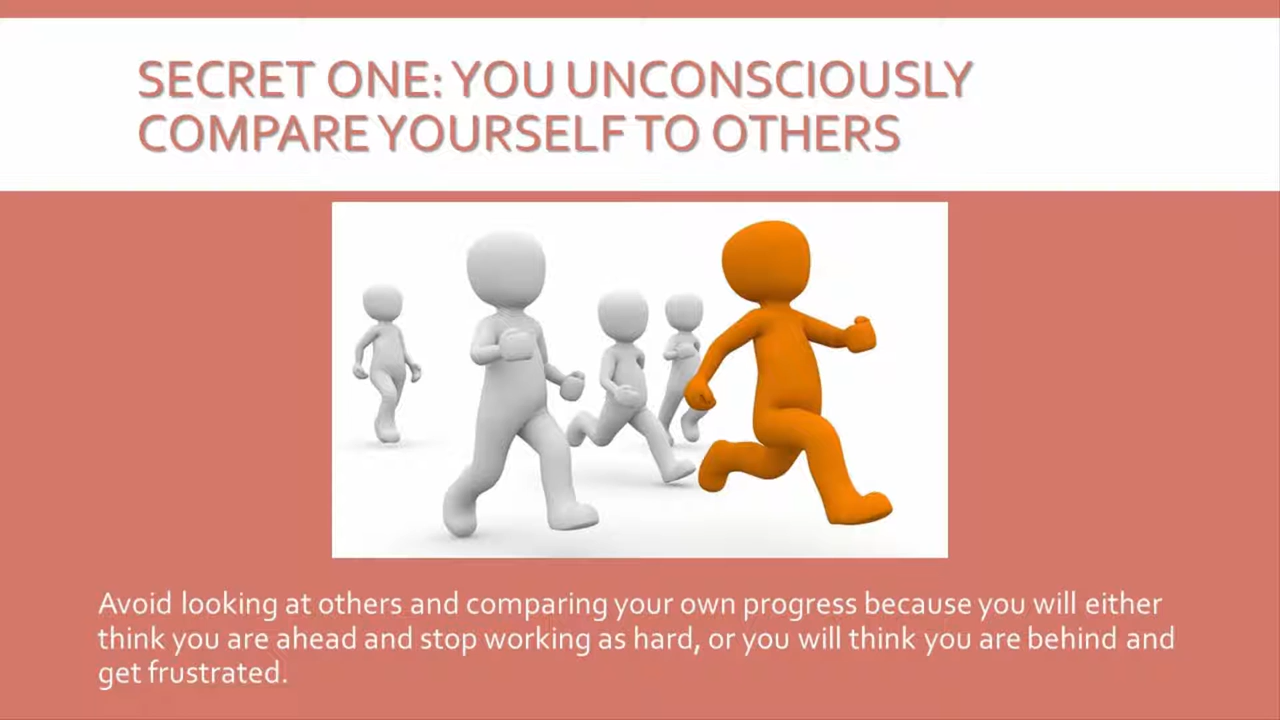 SECRET ONE: YOU UNCONSCIOUSLY
COMPARE YOURSELF TO OTHERS
Avoid looking at others and comparing your own progress because you will either
think you are ahead and stop working as hard, or you will think you are behind and
get frustrated.